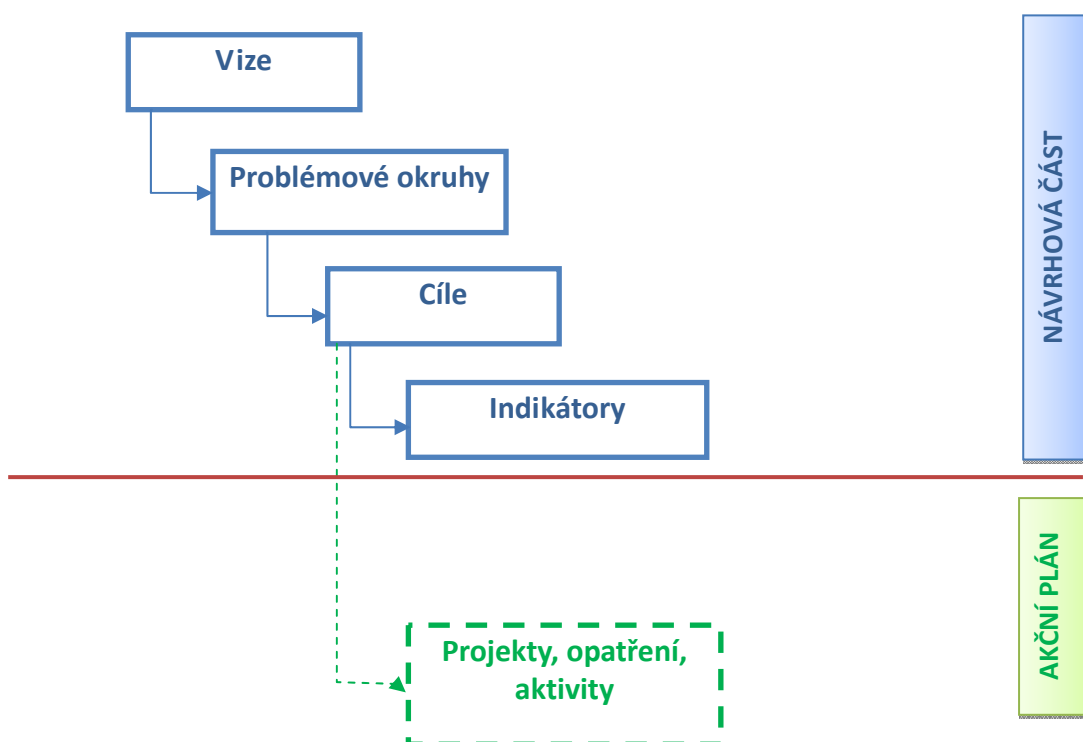 Vize
Problémové okruhy
Cíle
Indikátory
NÁVRHOVÁ ČÁST
Projekty, opatření,
aktivity
AKČNÍ PLÁN